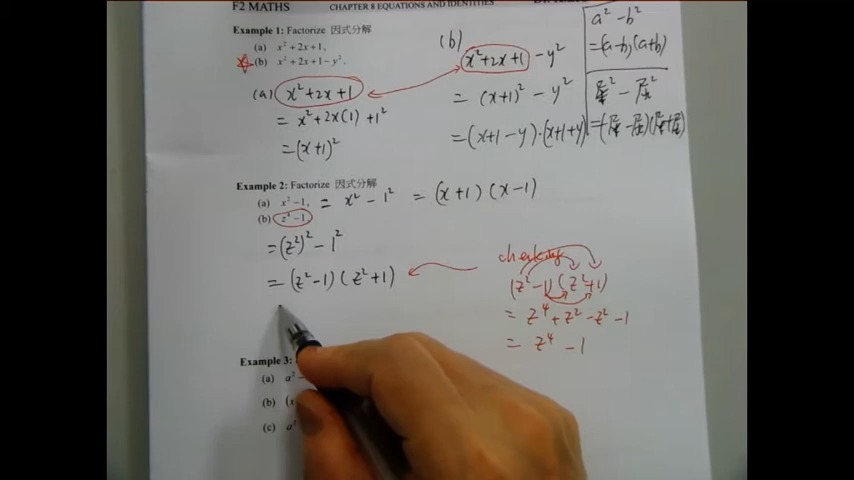 F2 MATHS CHAPTER 8 EQUATIONS AND IDENTITIES
Example 1: Factorize 因式分解
(a) x² + 2x + 1,
(b) x² + 2x + 1 − y².
(a) x²+2x+1
= x²+2x(1)+1²
= (x+1)²
(b) x²+2x+1 − y²
= (x+1)² − y²
= (x+1−y)·(x+1+y)
a² − b²
= (a−b)(a+b)
Example 2: Factorize 因式分解
(a) x² − 1, = x² − 1² = (x+1)(x−1)
(b) z⁴ − 1,
= (z²)² − 1²
= (z²−1)(z²+1)
checking
(z²−1)(z²+1)
= z⁴ + z² − z² − 1
= z⁴ − 1
Example 3:
(a) a²
(b) (x
(c) a²